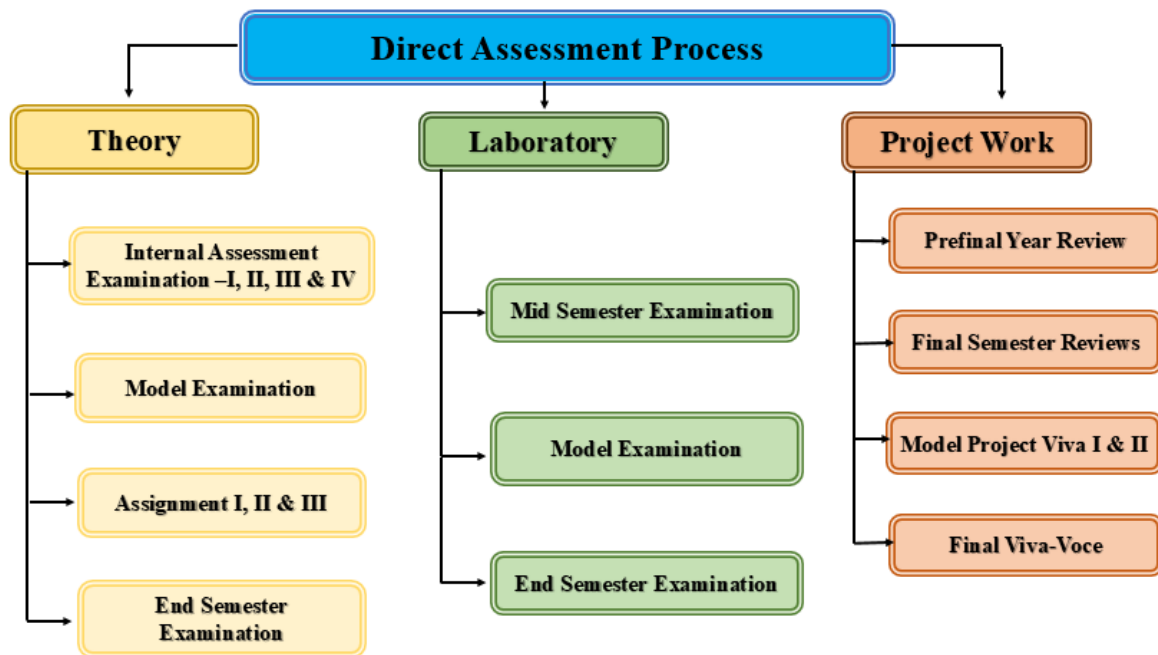 Direct Assessment Process
Theory
Internal Assessment
Examination –I, II, III & IV
Model Examination
Assignment I, II & III
End Semester
Examination
Laboratory
Mid Semester Examination
Model Examination
End Semester Examination
Project Work
Prefinal Year Review
Final Semester Reviews
Model Project Viva I & II
Final Viva-Voce